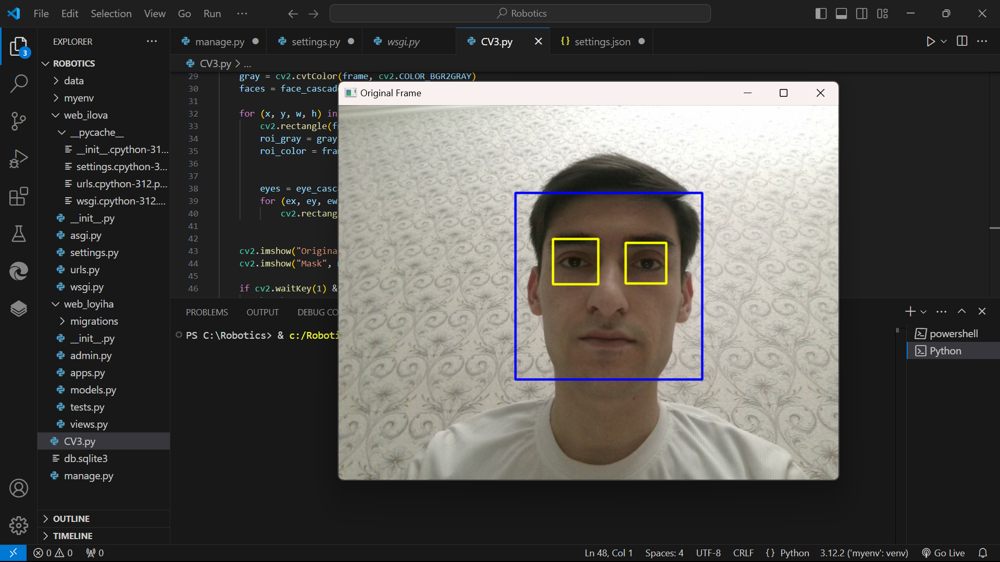 File Edit Selection View Go Run ··· Robotics
EXPLORER ···
manage.py settings.py wsgi.py CV3.py settings.json
CV3.py > ...
ROBOTICS
data
myenv
web_ilova
__pycache__
__init__.cpython-31...
settings.cpython-3...
urls.cpython-312.p...
wsgi.cpython-312....
__init__.py
asgi.py
settings.py
urls.py
wsgi.py
web_loyiha
migrations
__init__.py
admin.py
apps.py
models.py
tests.py
views.py
CV3.py
db.sqlite3
manage.py
OUTLINE
TIMELINE
29 gray = cv2.cvtColor(frame, cv2.COLOR_BGR2GRAY)
30 faces = face_cascad
31
32 for (x, y, w, h) in
33 cv2.rectangle(f
34 roi_gray = gray
35 roi_color = fra
36
37
38 eyes = eye_casc
39 for (ex, ey, ew
40 cv2.rectang
41
42
43 cv2.imshow("Origina
44 cv2.imshow("Mask",
45
46 if cv2.waitKey(1) &
Original Frame
PROBLEMS OUTPUT DEBUG CO
PS C:\Robotics> & c:/Roboti
powershell
Python
3
0 0 0
Ln 48, Col 1 Spaces: 4 UTF-8 CRLF {} Python 3.12.2 ('myenv': venv) Go Live